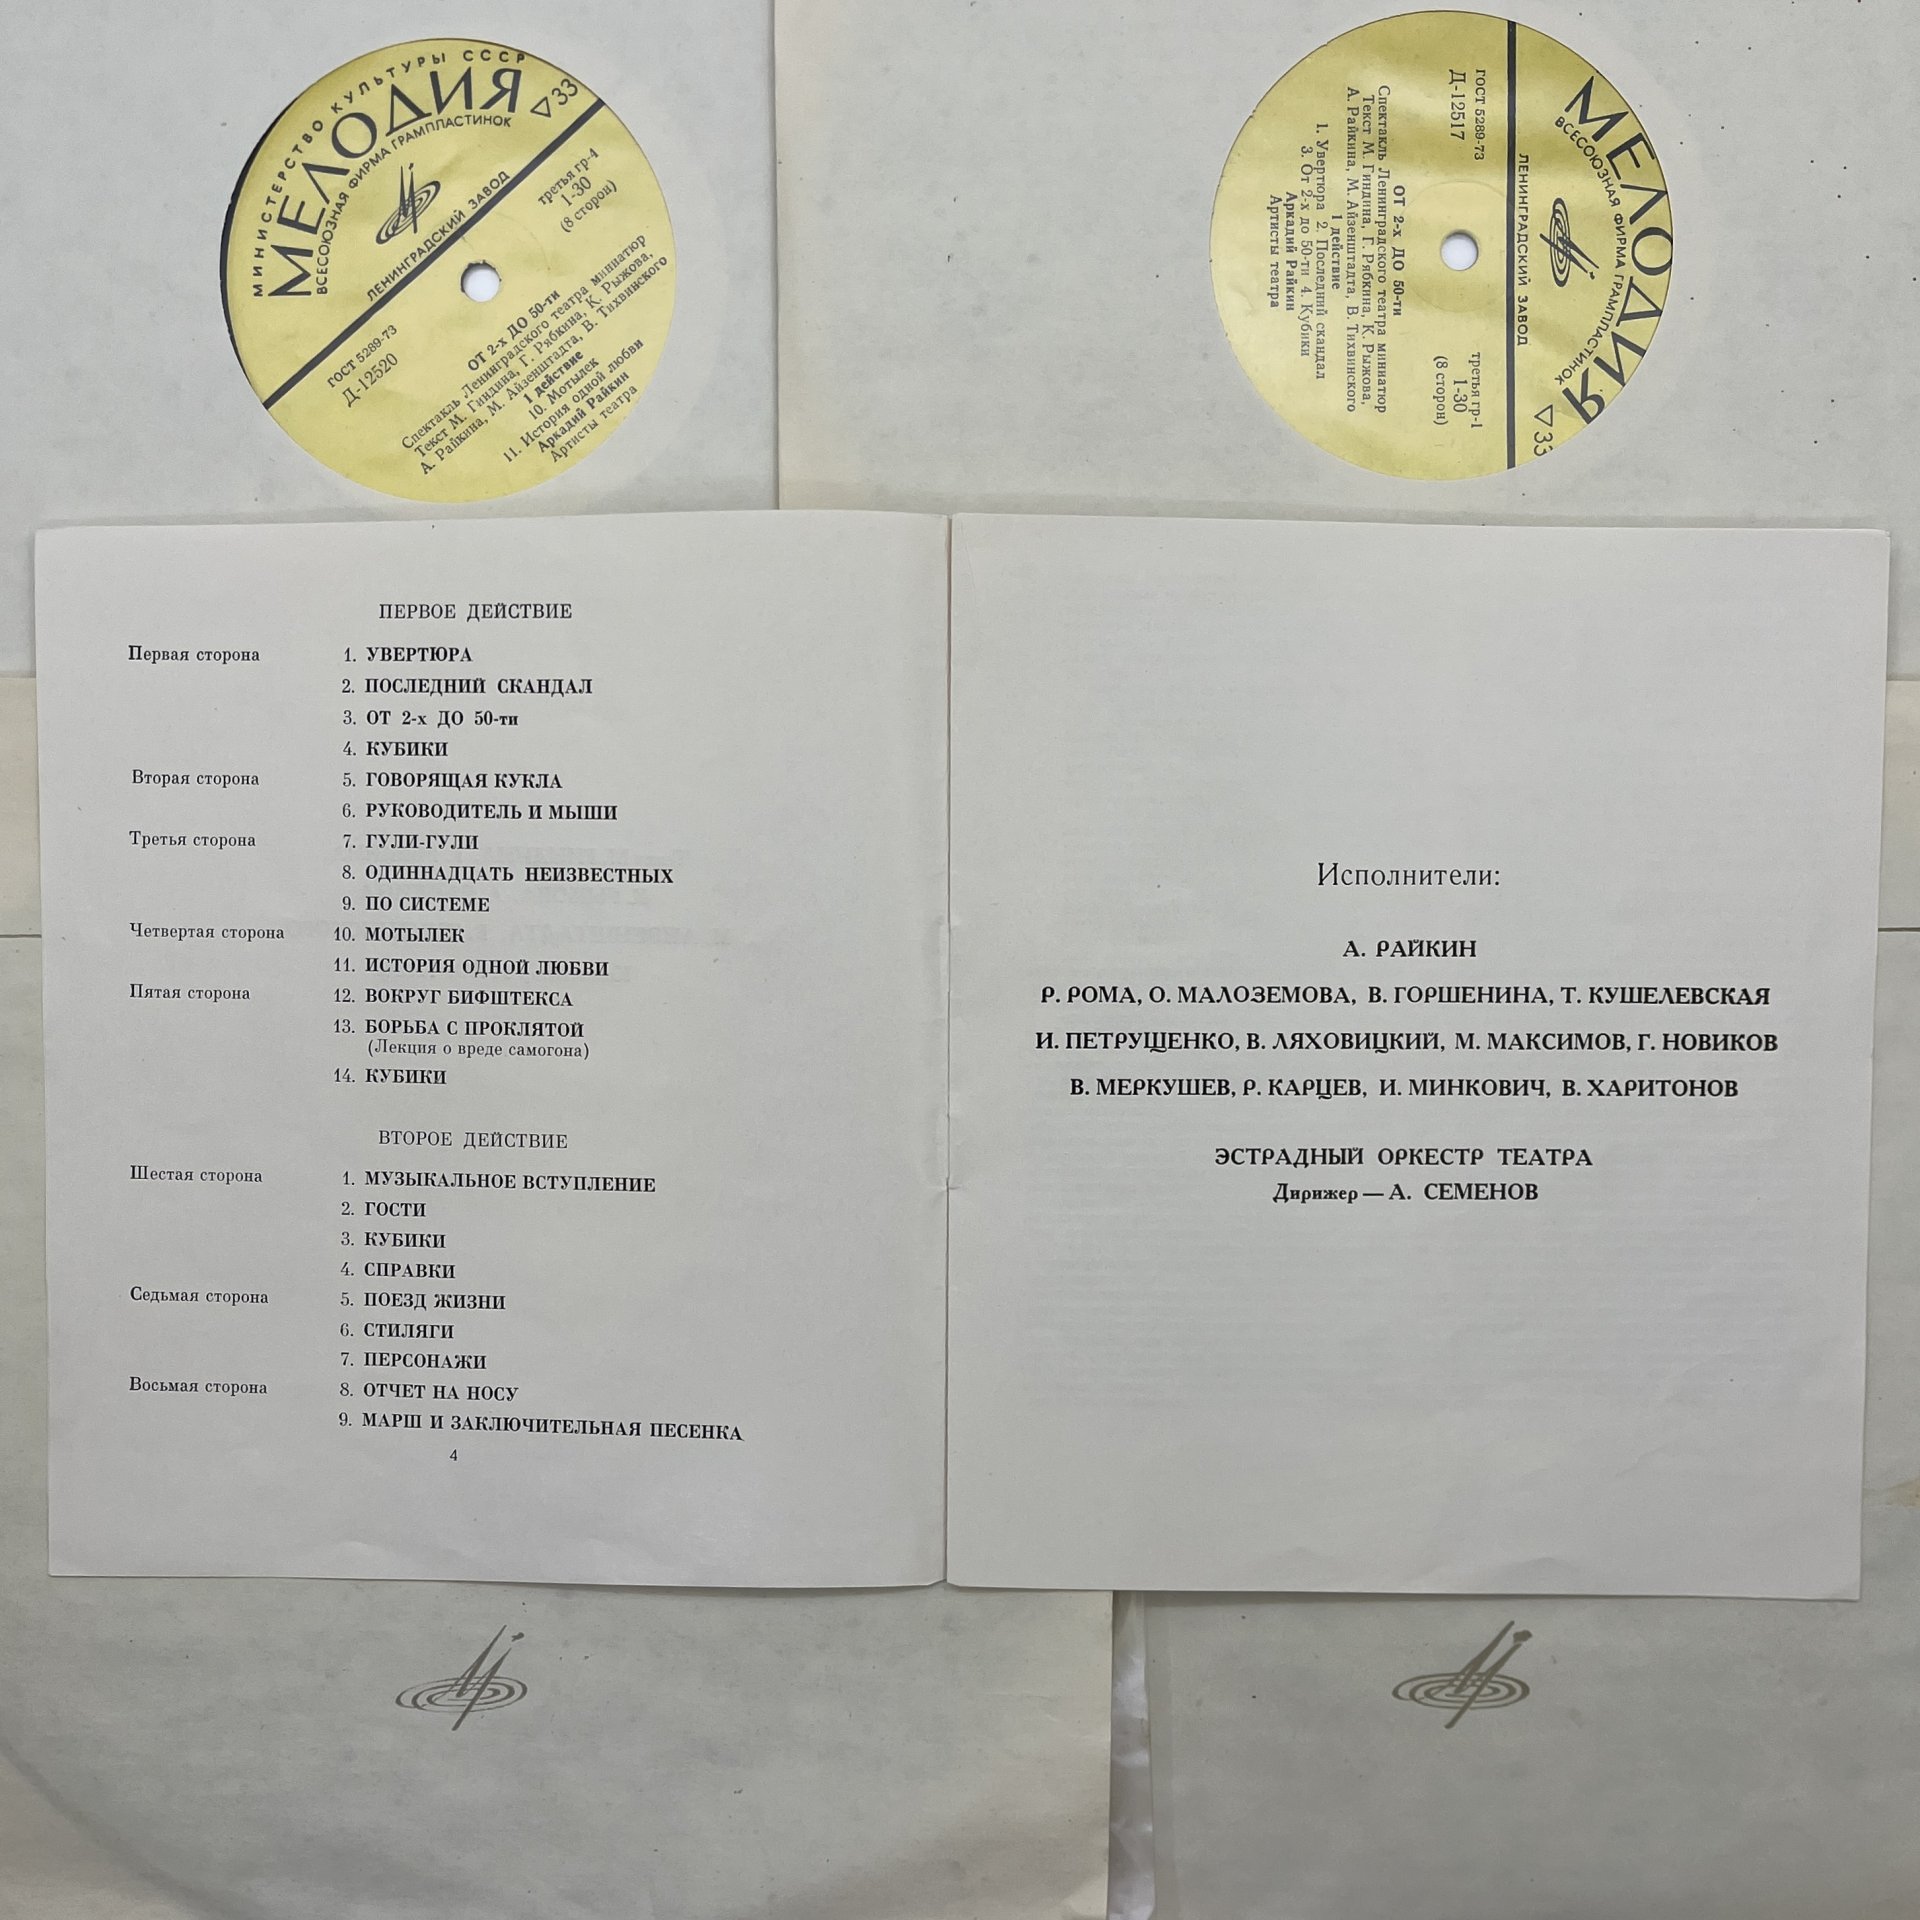 МИНИСТЕРСТВО КУЛЬТУРЫ СССР
МЕЛОДИЯ
ВСЕСОЮЗНАЯ ФИРМА ГРАМПЛАСТИНОК
▽33
ЛЕНИНГРАДСКИЙ ЗАВОД
третья гр-4
1-30
(8 сторон)
ГОСТ 5289-73
Д-12520
ОТ 2-х ДО 50-ти
Спектакль Ленинградского театра миниатюр
Текст М. Гиндина, Г. Рябкина, К. Рыжова,
А. Райкина, М. Айзенштадта, В. Тихвинского
1 действие
10. Мотылек
11. История одной любви
Аркадий Райкин
Артисты театра
МЕЛОДИЯ
ВСЕСОЮЗНАЯ ФИРМА ГРАМПЛАСТИНОК
▽33
ЛЕНИНГРАДСКИЙ ЗАВОД
ГОСТ 5289-73
Д-12517
третья гр-1
1-30
(8 сторон)
ОТ 2-х ДО 50-ти
Спектакль Ленинградского театра миниатюр
Текст М. Гиндина, Г. Рябкина, К. Рыжова,
А. Райкина, М. Айзенштадта, В. Тихвинского
1 действие
1. Увертюра 2. Последний скандал
3. От 2-х до 50-ти 4. Кубики
Аркадий Райкин
Артисты театра
ПЕРВОЕ ДЕЙСТВИЕ
Первая сторона 1. УВЕРТЮРА
2. ПОСЛЕДНИЙ СКАНДАЛ
3. ОТ 2-х ДО 50-ти
4. КУБИКИ
Вторая сторона 5. ГОВОРЯЩАЯ КУКЛА
6. РУКОВОДИТЕЛЬ И МЫШИ
Третья сторона 7. ГУЛИ-ГУЛИ
8. ОДИННАДЦАТЬ НЕИЗВЕСТНЫХ
9. ПО СИСТЕМЕ
Четвертая сторона 10. МОТЫЛЕК
11. ИСТОРИЯ ОДНОЙ ЛЮБВИ
Пятая сторона 12. ВОКРУГ БИФШТЕКСА
13. БОРЬБА С ПРОКЛЯТОЙ
(Лекция о вреде самогона)
14. КУБИКИ
ВТОРОЕ ДЕЙСТВИЕ
Шестая сторона 1. МУЗЫКАЛЬНОЕ ВСТУПЛЕНИЕ
2. ГОСТИ
3. КУБИКИ
4. СПРАВКИ
Седьмая сторона 5. ПОЕЗД ЖИЗНИ
6. СТИЛЯГИ
7. ПЕРСОНАЖИ
Восьмая сторона 8. ОТЧЕТ НА НОСУ
9. МАРШ И ЗАКЛЮЧИТЕЛЬНАЯ ПЕСЕНКА
4
Исполнители:
А. РАЙКИН
Р. РОМА, О. МАЛОЗЕМОВА, В. ГОРШЕНИНА, Т. КУШЕЛЕВСКАЯ
И. ПЕТРУЩЕНКО, В. ЛЯХОВИЦКИЙ, М. МАКСИМОВ, Г. НОВИКОВ
В. МЕРКУШЕВ, Р. КАРЦЕВ, И. МИНКОВИЧ, В. ХАРИТОНОВ
ЭСТРАДНЫЙ ОРКЕСТР ТЕАТРА
Дирижер — А. СЕМЕНОВ